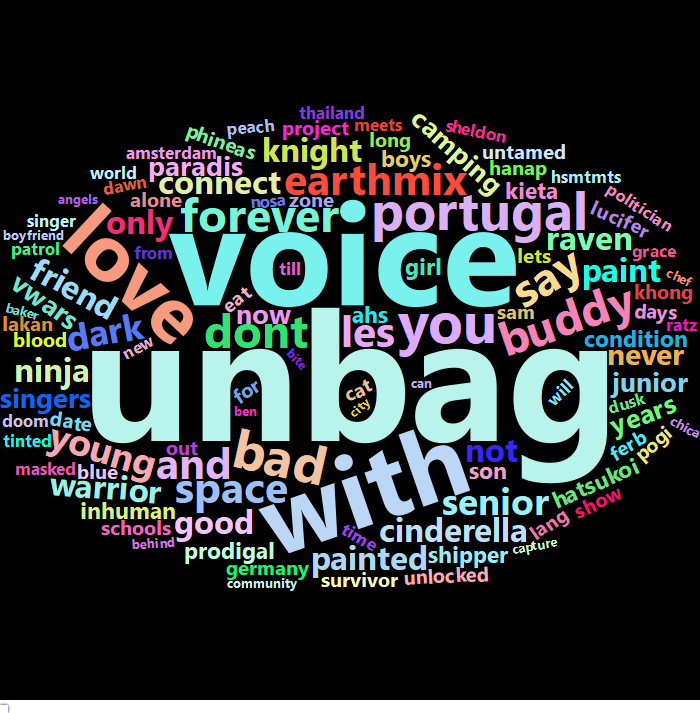 thailand
peach
project
meets
camping
sheldon
phineas
knight
long
boys
untamed
amsterdam
paradis
connect
earthmix
hanap
hsmtmts
world
dawn
alone
nosa
zone
kieta
politician
angels
only
forever
portugal
lucifer
singer
love
voice
raven
grace
boyfriend
patrol
from
till
girl
lets
say
paint
chef
friend
khong
vwars
eat
now
ahs
you
sam
buddy
days
ratz
baker
lakan
blood
dark
new
dont
les
condition
never
ninja
bite
unbag
singers
for
cat
can
will
junior
ben
city
dusk
years
chica
doom
date
tinted
young
out
bad
with
not
ferb
pogi
masked
blue
and
son
hatsukoi
warrior
space
senior
show
inhuman
schools
good
time
cinderella
lang
behind
prodigal
painted
shipper
capture
germany
community
survivor
unlocked